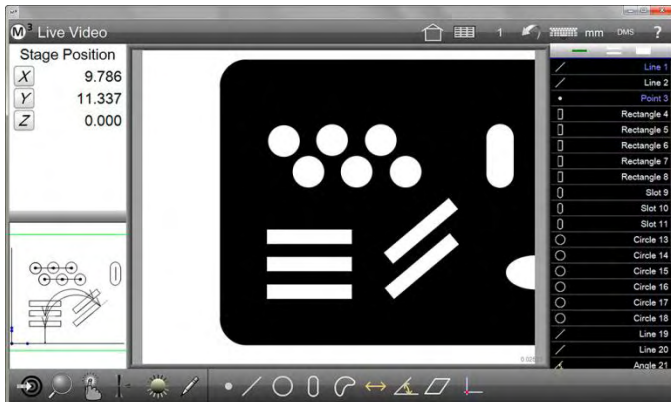 M3 Live Video
1 mm DMS ?
Stage Position
X 9.786
Y 11.337
Z 0.000
Line 1
Line 2
Point 3
Rectangle 4
Rectangle 5
Rectangle 6
Rectangle 7
Rectangle 8
Slot 9
Slot 10
Slot 11
Circle 13
Circle 14
Circle 15
Circle 16
Circle 17
Circle 18
Line 19
Line 20
Angle 21